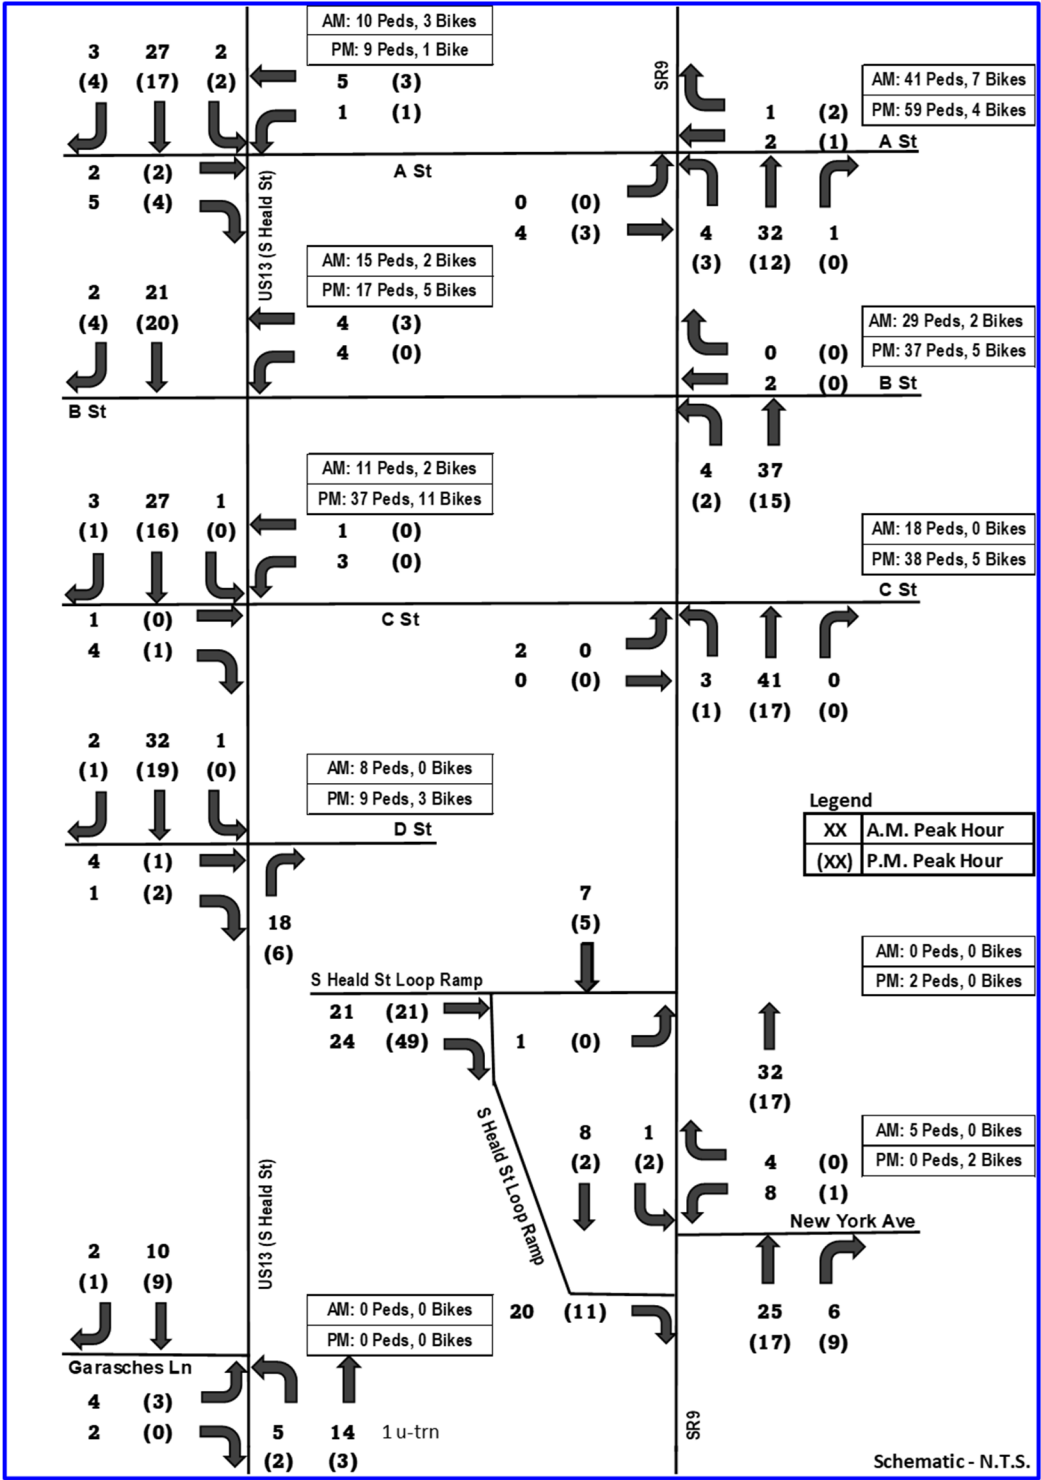 AM: 10 Peds, 3 Bikes
PM: 9 Peds, 1 Bike
3 27 2
(4) (17) (2)
5 (3)
1 (1)
SR9
AM: 41 Peds, 7 Bikes
PM: 59 Peds, 4 Bikes
1 (2)
2 (1)
A St
A St
2 (2)
5 (4)
US13 (S Heald St)
0 (0)
4 (3)
4 32 1
(3) (12) (0)
AM: 15 Peds, 2 Bikes
PM: 17 Peds, 5 Bikes
2 21
(4) (20)
4 (3)
4 (0)
B St
AM: 29 Peds, 2 Bikes
PM: 37 Peds, 5 Bikes
0 (0)
2 (0)
B St
4 37
(2) (15)
AM: 11 Peds, 2 Bikes
PM: 37 Peds, 11 Bikes
3 27 1
(1) (16) (0)
1 (0)
3 (0)
AM: 18 Peds, 0 Bikes
PM: 38 Peds, 5 Bikes
C St
C St
1 (0)
4 (1)
2 0
0 (0)
3 41 0
(1) (17) (0)
2 32 1
(1) (19) (0)
AM: 8 Peds, 0 Bikes
PM: 9 Peds, 3 Bikes
D St
4 (1)
1 (2)
18
(6)
Legend
XX A.M. Peak Hour
(XX) P.M. Peak Hour
7
(5)
S Heald St Loop Ramp
21 (21)
24 (49)
1 (0)
AM: 0 Peds, 0 Bikes
PM: 2 Peds, 0 Bikes
32
(17)
S Heald St Loop Ramp
8 1
(2) (2)
AM: 5 Peds, 0 Bikes
PM: 0 Peds, 2 Bikes
4 (0)
8 (1)
New York Ave
US13 (S Heald St)
2 10
(1) (9)
AM: 0 Peds, 0 Bikes
PM: 0 Peds, 0 Bikes
20 (11)
25 6
(17) (9)
Garasches Ln
4 (3)
2 (0)
5 14 1 u-trn
(2) (3)
SR9
Schematic - N.T.S.